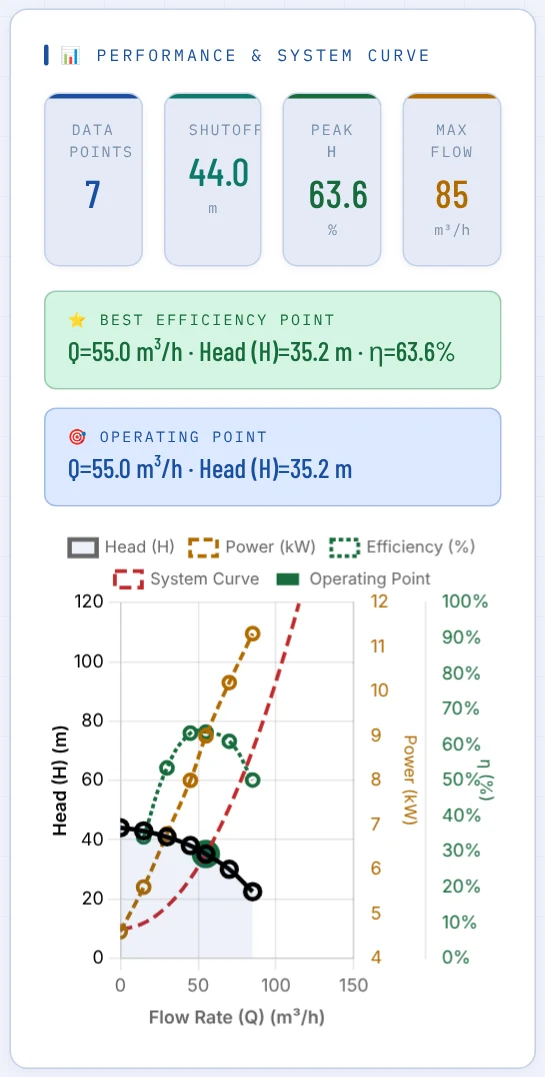 📊 PERFORMANCE & SYSTEM CURVE
DATA
POINTS
7
SHUTOFF
44.0
m
PEAK
H
63.6
%
MAX
FLOW
85
m³/h
⭐ BEST EFFICIENCY POINT
Q=55.0 m³/h · Head (H)=35.2 m · η=63.6%
🎯 OPERATING POINT
Q=55.0 m³/h · Head (H)=35.2 m
Head (H) Power (kW) Efficiency (%)
System Curve Operating Point
Head (H) (m)
120
100
80
60
40
20
0
0 50 100 150
Flow Rate (Q) (m³/h)
12
11
10
9
8
7
6
5
4
Power (kW)
100%
90%
80%
70%
60%
50%
40%
30%
20%
10%
0%
η (%)